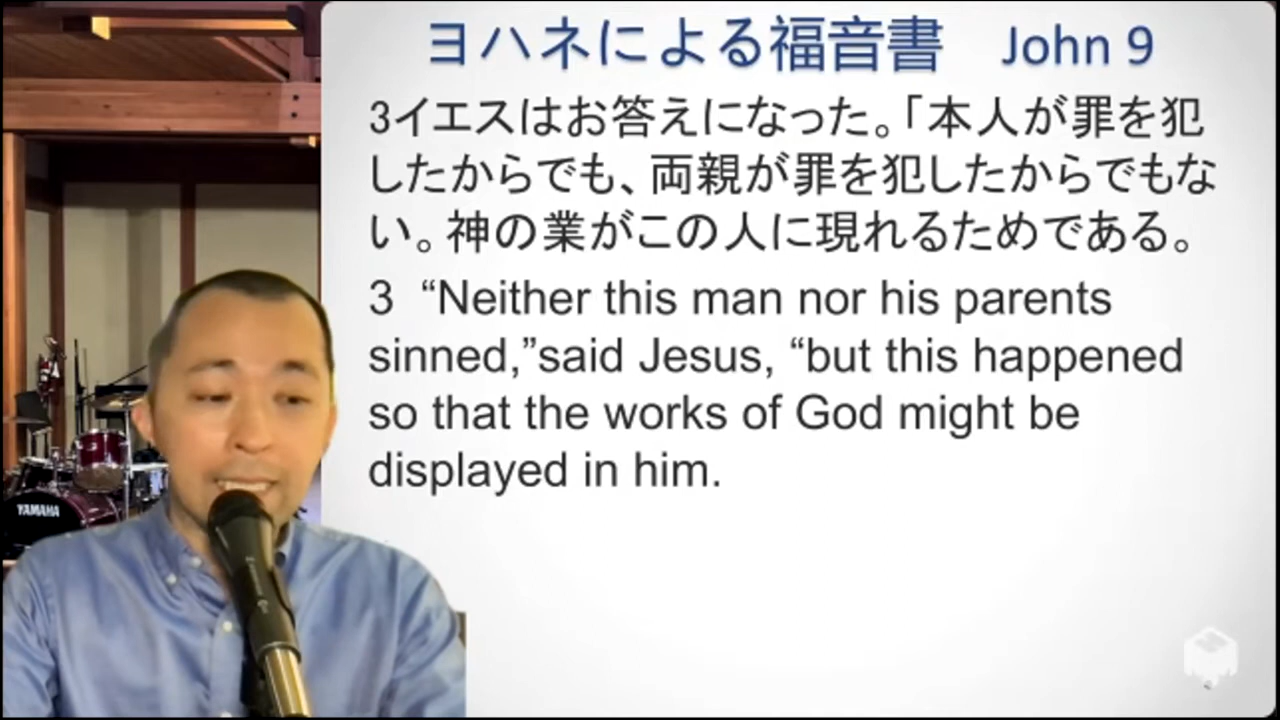 ヨハネによる福音書　John 9
3イエスはお答えになった。「本人が罪を犯
したからでも、両親が罪を犯したからでもな
い。神の業がこの人に現れるためである。
3 “Neither this man nor his parents
sinned,”said Jesus, “but this happened
so that the works of God might be
displayed in him.
YAMAHA